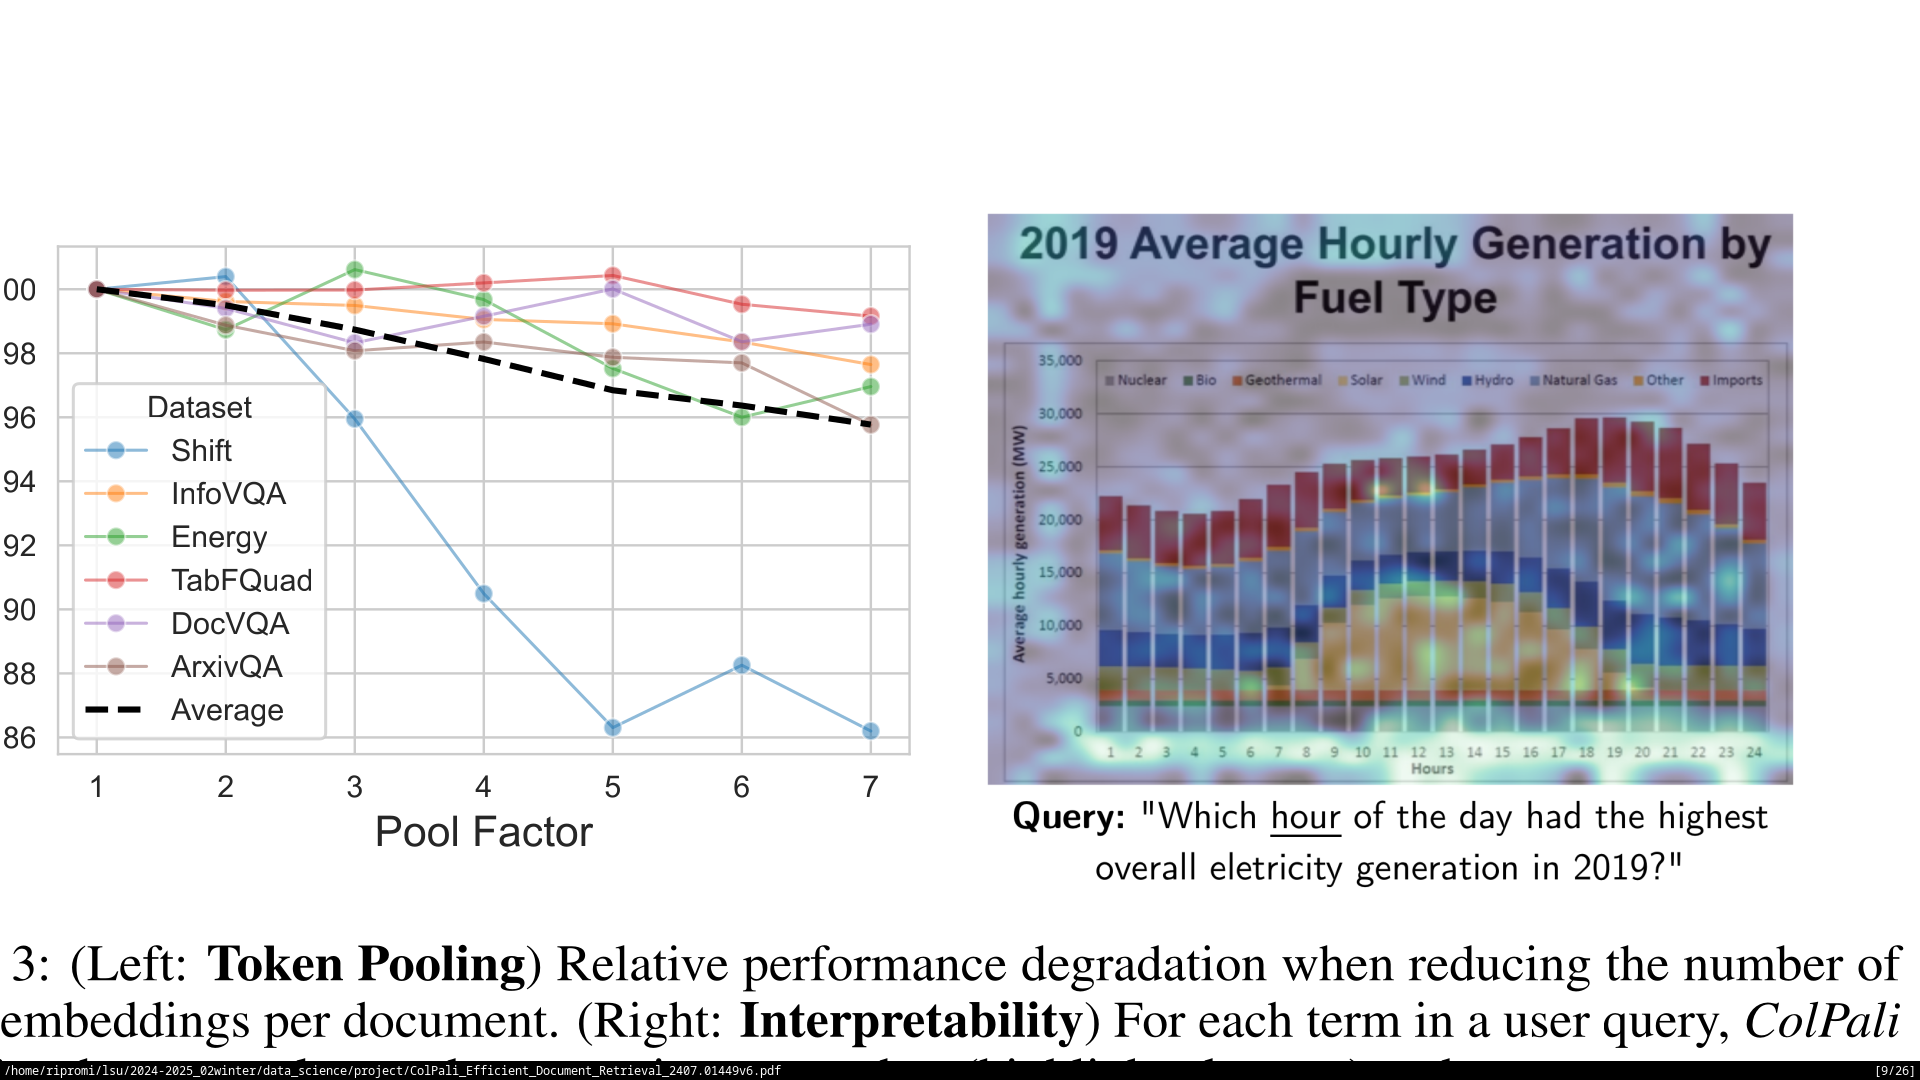 00
98
96
94
92
90
88
86
Dataset
Shift
InfoVQA
Energy
TabFQuad
DocVQA
ArxivQA
Average
1 2 3 4 5 6 7
Pool Factor
2019 Average Hourly Generation by
Fuel Type
Nuclear Bio Geothermal Solar Wind Hydro Natural Gas Other Imports
Average hourly generation (MW)
35,000
30,000
25,000
20,000
15,000
10,000
5,000
0
1 2 3 4 5 6 7 8 9 10 11 12 13 14 15 16 17 18 19 20 21 22 23 24
Hours
Query: "Which hour of the day had the highest
overall eletricity generation in 2019?"
3: (Left: Token Pooling) Relative performance degradation when reducing the number of
embeddings per document. (Right: Interpretability) For each term in a user query, ColPali
/home/ripromi/lsu/2024-2025_02winter/data_science/project/ColPali_Efficient_Document_Retrieval_2407.01449v6.pdf [9/26]